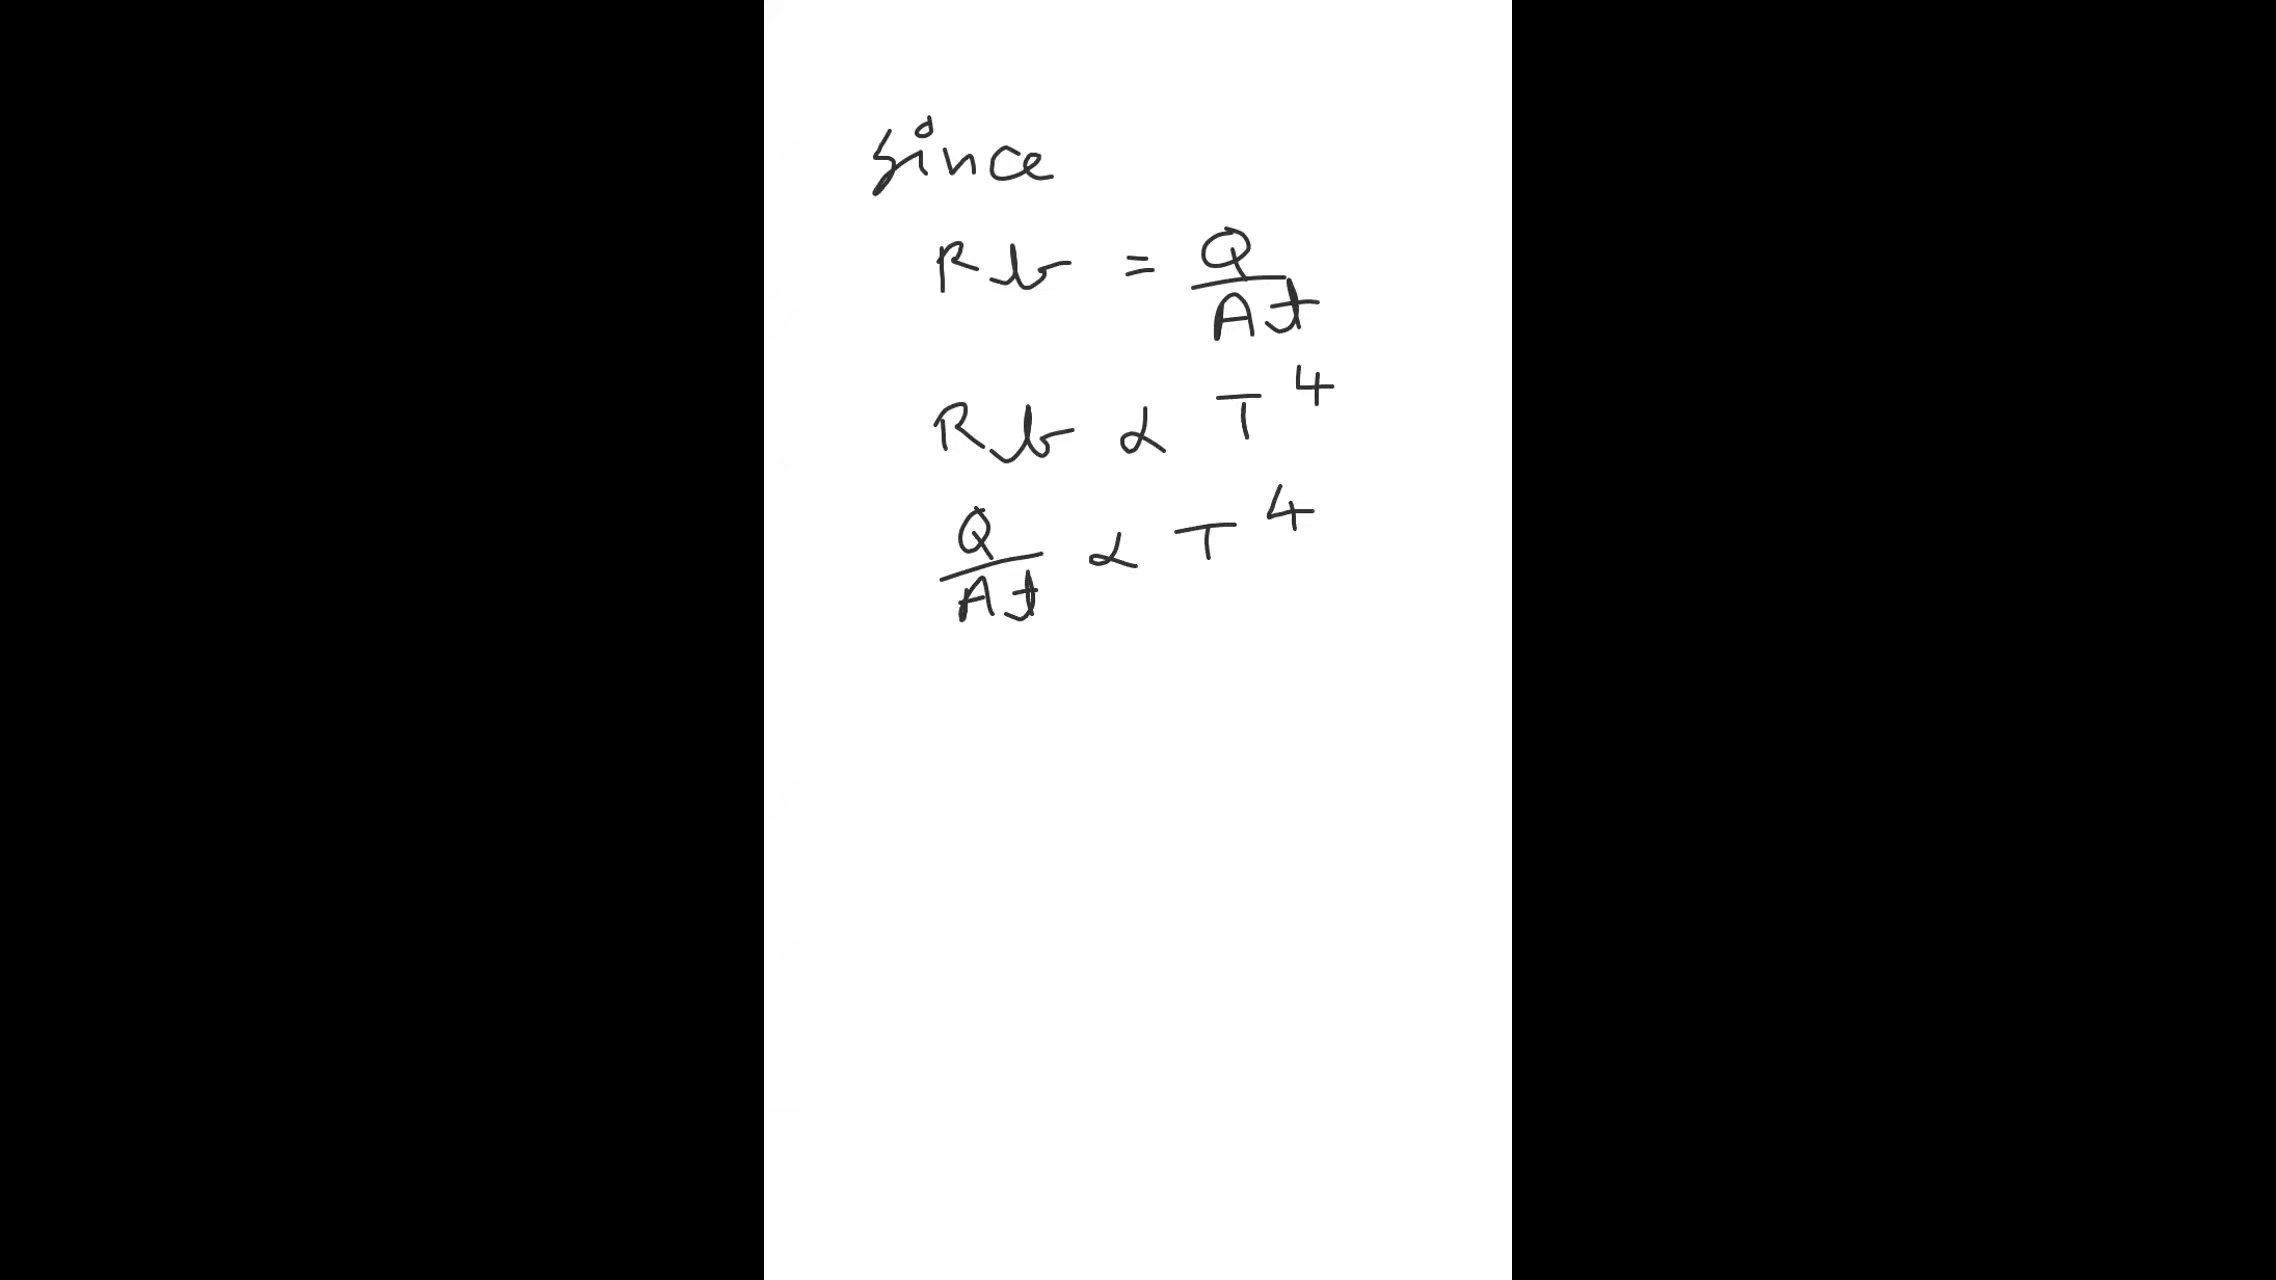 since
Rb = Q/At
Rb ∝ T⁴
Q/At ∝ T⁴